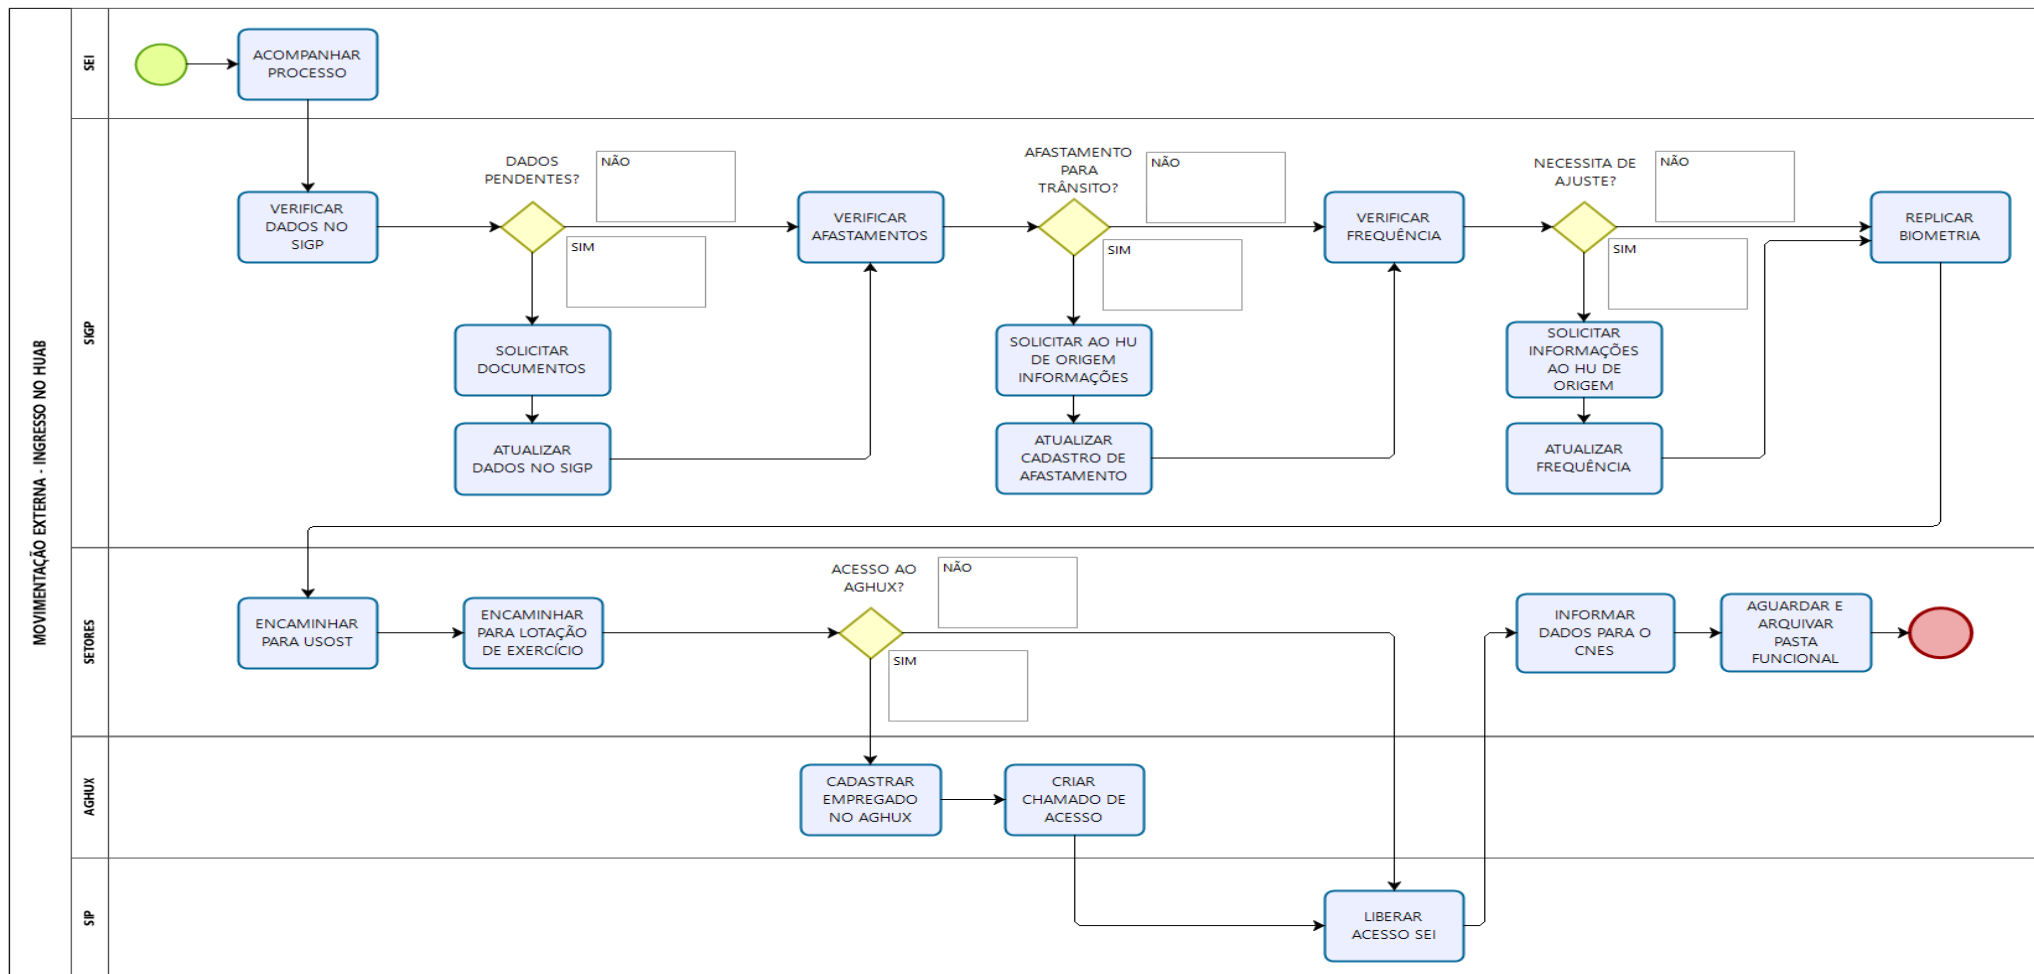 MOVIMENTAÇÃO EXTERNA - INGRESSO NO HUAB
SEI
ACOMPANHAR
PROCESSO
SIGP
VERIFICAR
DADOS NO
SIGP
DADOS
PENDENTES?
NÃO
SIM
SOLICITAR
DOCUMENTOS
ATUALIZAR
DADOS NO SIGP
VERIFICAR
AFASTAMENTOS
AFASTAMENTO
PARA
TRÂNSITO?
NÃO
SIM
SOLICITAR AO HU
DE ORIGEM
INFORMAÇÕES
ATUALIZAR
CADASTRO DE
AFASTAMENTO
VERIFICAR
FREQUÊNCIA
NECESSITA DE
AJUSTE?
NÃO
SIM
SOLICITAR
INFORMAÇÕES
AO HU DE
ORIGEM
ATUALIZAR
FREQUÊNCIA
REPLICAR
BIOMETRIA
SETORES
ENCAMINHAR
PARA USOST
ENCAMINHAR
PARA LOTAÇÃO
DE EXERCÍCIO
ACESSO AO
AGHUX?
NÃO
SIM
INFORMAR
DADOS PARA O
CNES
AGUARDAR E
ARQUIVAR
PASTA
FUNCIONAL
AGHUX
CADASTRAR
EMPREGADO
NO AGHUX
CRIAR
CHAMADO DE
ACESSO
SIP
LIBERAR
ACESSO SEI